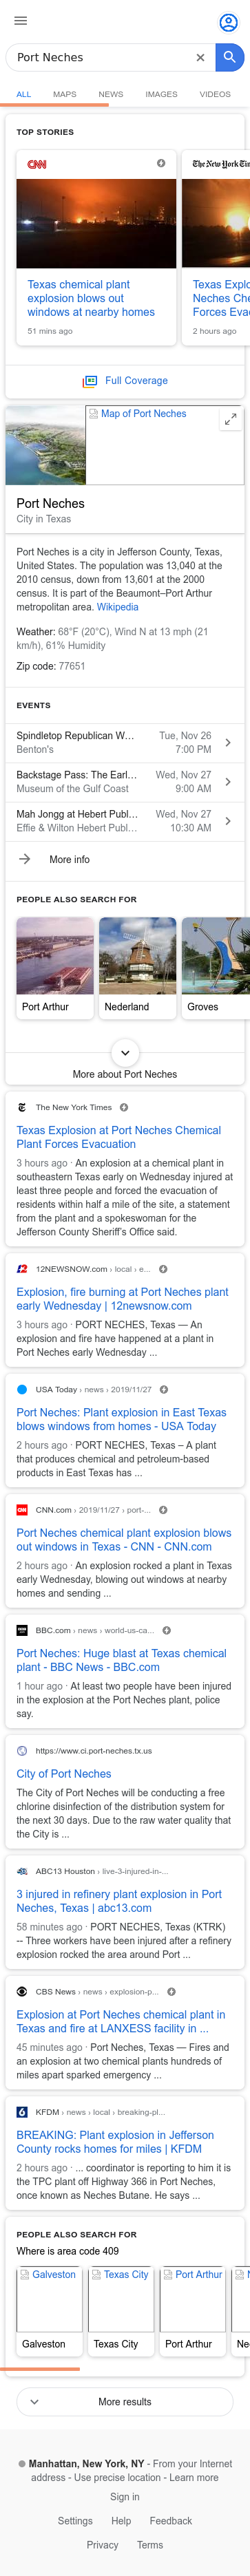 Port Neches
ALL MAPS NEWS IMAGES VIDEOS
TOP STORIES
CNN
Texas chemical plant
explosion blows out
windows at nearby homes
51 mins ago
The New York Tim
Texas Explo
Neches Che
Forces Evac
2 hours ago
Full Coverage
Map of Port Neches
Port Neches
City in Texas
Port Neches is a city in Jefferson County, Texas,
United States. The population was 13,040 at the
2010 census, down from 13,601 at the 2000
census. It is part of the Beaumont–Port Arthur
metropolitan area. Wikipedia
Weather: 68°F (20°C), Wind N at 13 mph (21
km/h), 61% Humidity
Zip code: 77651
EVENTS
Spindletop Republican W… Tue, Nov 26
Benton's 7:00 PM
Backstage Pass: The Earl… Wed, Nov 27
Museum of the Gulf Coast 9:00 AM
Mah Jongg at Hebert Publ… Wed, Nov 27
Effie & Wilton Hebert Publ… 10:30 AM
More info
PEOPLE ALSO SEARCH FOR
Port Arthur Nederland Groves
More about Port Neches
The New York Times
Texas Explosion at Port Neches Chemical
Plant Forces Evacuation
3 hours ago · An explosion at a chemical plant in
southeastern Texas early on Wednesday injured at
least three people and forced the evacuation of
residents within half a mile of the site, a statement
from the plant and a spokeswoman for the
Jefferson County Sheriff's Office said.
12NEWSNOW.com › local › e...
Explosion, fire burning at Port Neches plant
early Wednesday | 12newsnow.com
3 hours ago · PORT NECHES, Texas — An
explosion and fire have happened at a plant in
Port Neches early Wednesday ...
USA Today › news › 2019/11/27
Port Neches: Plant explosion in East Texas
blows windows from homes - USA Today
2 hours ago · PORT NECHES, Texas – A plant
that produces chemical and petroleum-based
products in East Texas has ...
CNN.com › 2019/11/27 › port-...
Port Neches chemical plant explosion blows
out windows in Texas - CNN - CNN.com
2 hours ago · An explosion rocked a plant in Texas
early Wednesday, blowing out windows at nearby
homes and sending ...
BBC.com › news › world-us-ca...
Port Neches: Huge blast at Texas chemical
plant - BBC News - BBC.com
1 hour ago · At least two people have been injured
in the explosion at the Port Neches plant, police
say.
https://www.ci.port-neches.tx.us
City of Port Neches
The City of Port Neches will be conducting a free
chlorine disinfection of the distribution system for
the next 30 days. Due to the raw water quality that
the City is ...
ABC13 Houston › live-3-injured-in-...
3 injured in refinery plant explosion in Port
Neches, Texas | abc13.com
58 minutes ago · PORT NECHES, Texas (KTRK)
-- Three workers have been injured after a refinery
explosion rocked the area around Port ...
CBS News › news › explosion-p...
Explosion at Port Neches chemical plant in
Texas and fire at LANXESS facility in ...
45 minutes ago · Port Neches, Texas — Fires and
an explosion at two chemical plants hundreds of
miles apart sparked emergency ...
KFDM › news › local › breaking-pl...
BREAKING: Plant explosion in Jefferson
County rocks homes for miles | KFDM
2 hours ago · ... coordinator is reporting to him it is
the TPC plant off Highway 366 in Port Neches,
once known as Neches Butane. He says ...
PEOPLE ALSO SEARCH FOR
Where is area code 409
Galveston Texas City Port Arthur N
Galveston Texas City Port Arthur Ne
More results
Manhattan, New York, NY - From your Internet
address - Use precise location - Learn more
Sign in
Settings Help Feedback
Privacy Terms